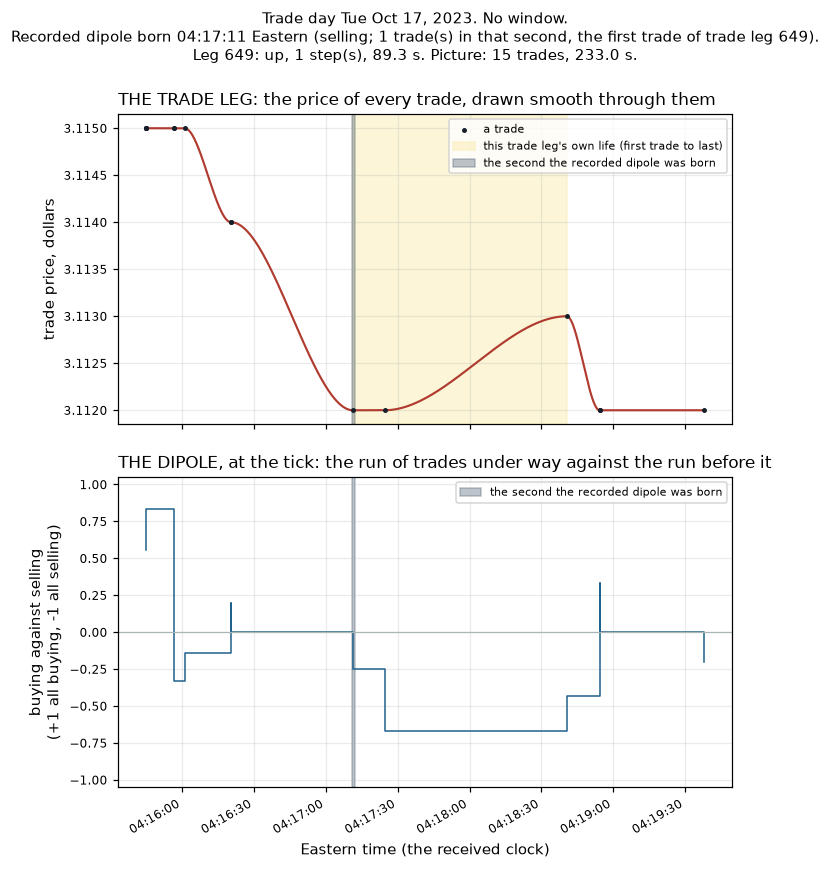 Trade day Tue Oct 17, 2023. No window.
Recorded dipole born 04:17:11 Eastern (selling; 1 trade(s) in that second, the first trade of trade leg 649).
Leg 649: up, 1 step(s), 89.3 s. Picture: 15 trades, 233.0 s.
THE TRADE LEG: the price of every trade, drawn smooth through them
a trade
this trade leg's own life (first trade to last)
the second the recorded dipole was born
trade price, dollars
3.1150
3.1145
3.1140
3.1135
3.1130
3.1125
3.1120
THE DIPOLE, at the tick: the run of trades under way against the run before it
the second the recorded dipole was born
buying against selling
(+1 all buying, -1 all selling)
1.00
0.75
0.50
0.25
0.00
−0.25
−0.50
−0.75
−1.00
04:16:00
04:16:30
04:17:00
04:17:30
04:18:00
04:18:30
04:19:00
04:19:30
Eastern time (the received clock)